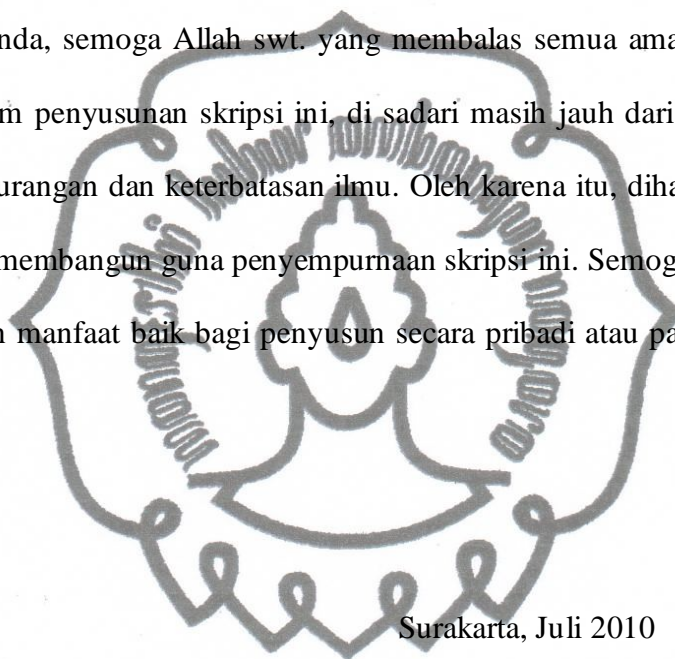 nda, semoga Allah swt. yang membalas semua ama
m penyusunan skripsi ini, di sadari masih jauh dari
urangan dan keterbatasan ilmu. Oleh karena itu, diha
membangun guna penyempurnaan skripsi ini. Semog
n manfaat baik bagi penyusun secara pribadi atau pa
Surakarta, Juli 2010